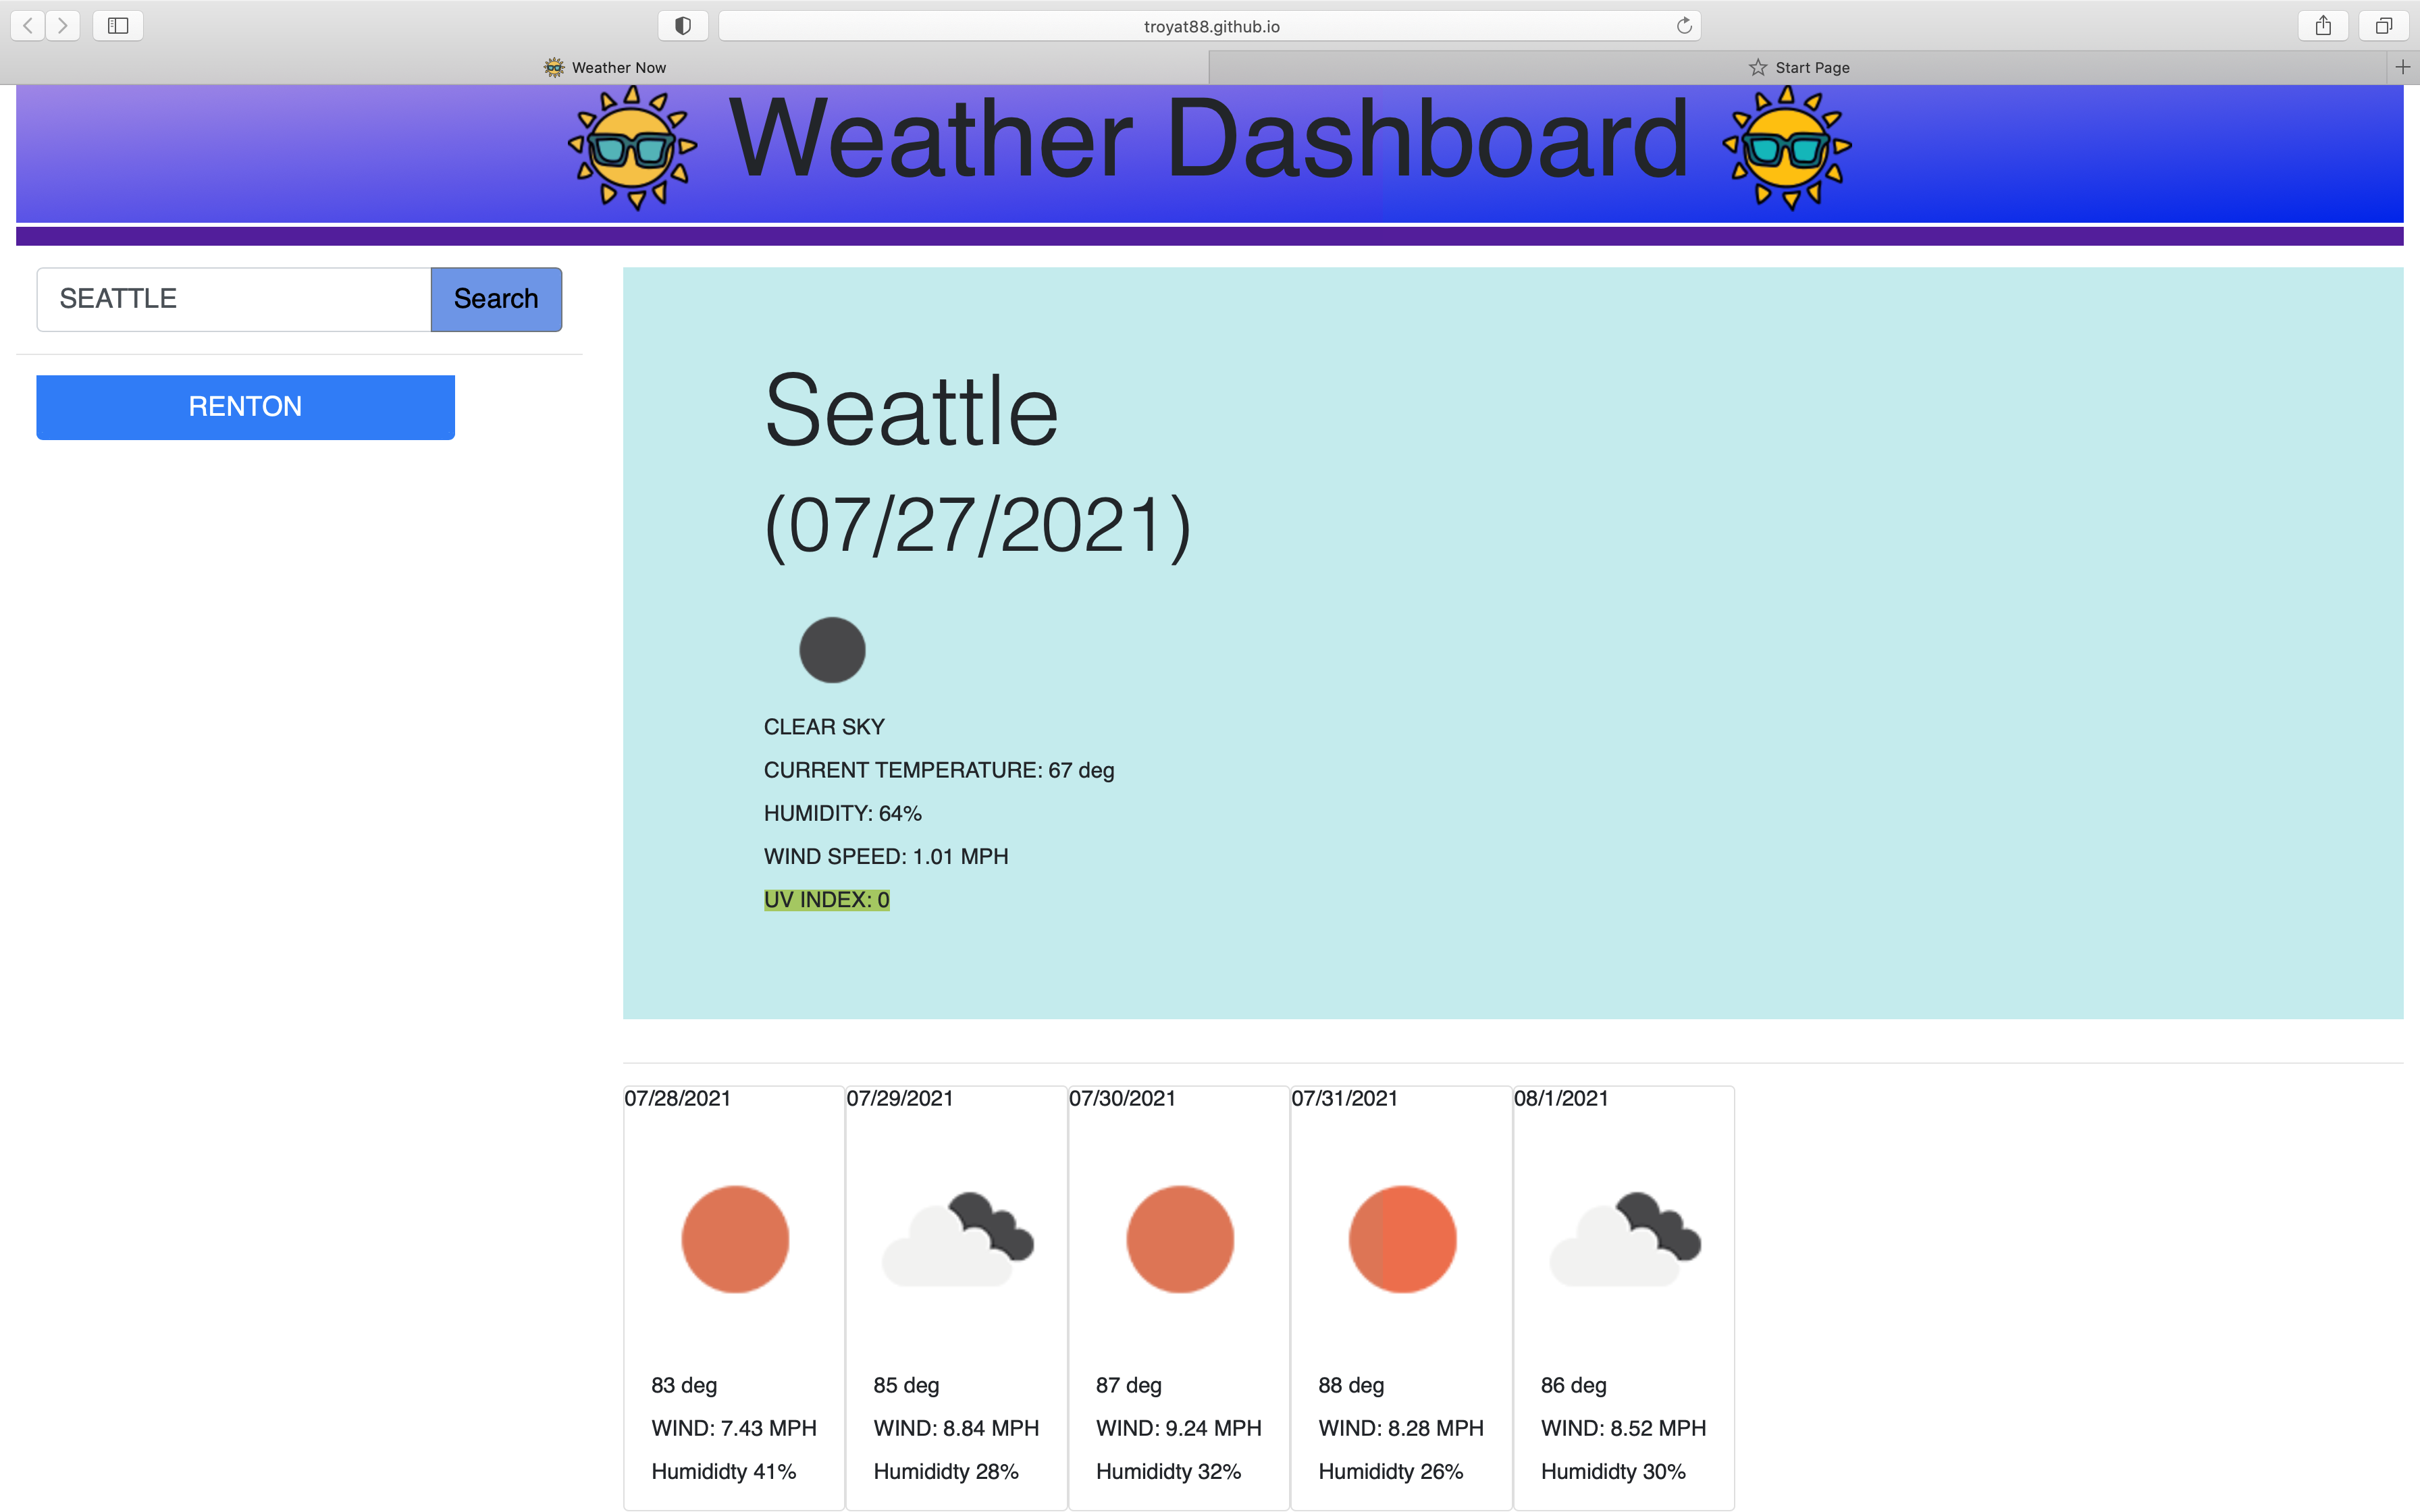 troyat88.github.io
Weather Now
Start Page
Weather Dashboard
SEATTLE
Search
RENTON
Seattle
(07/27/2021)
CLEAR SKY
CURRENT TEMPERATURE: 67 deg
HUMIDITY: 64%
WIND SPEED: 1.01 MPH
UV INDEX: 0
07/28/2021
83 deg
WIND: 7.43 MPH
Humididty 41%
07/29/2021
85 deg
WIND: 8.84 MPH
Humididty 28%
07/30/2021
87 deg
WIND: 9.24 MPH
Humididty 32%
07/31/2021
88 deg
WIND: 8.28 MPH
Humididty 26%
08/1/2021
86 deg
WIND: 8.52 MPH
Humididty 30%